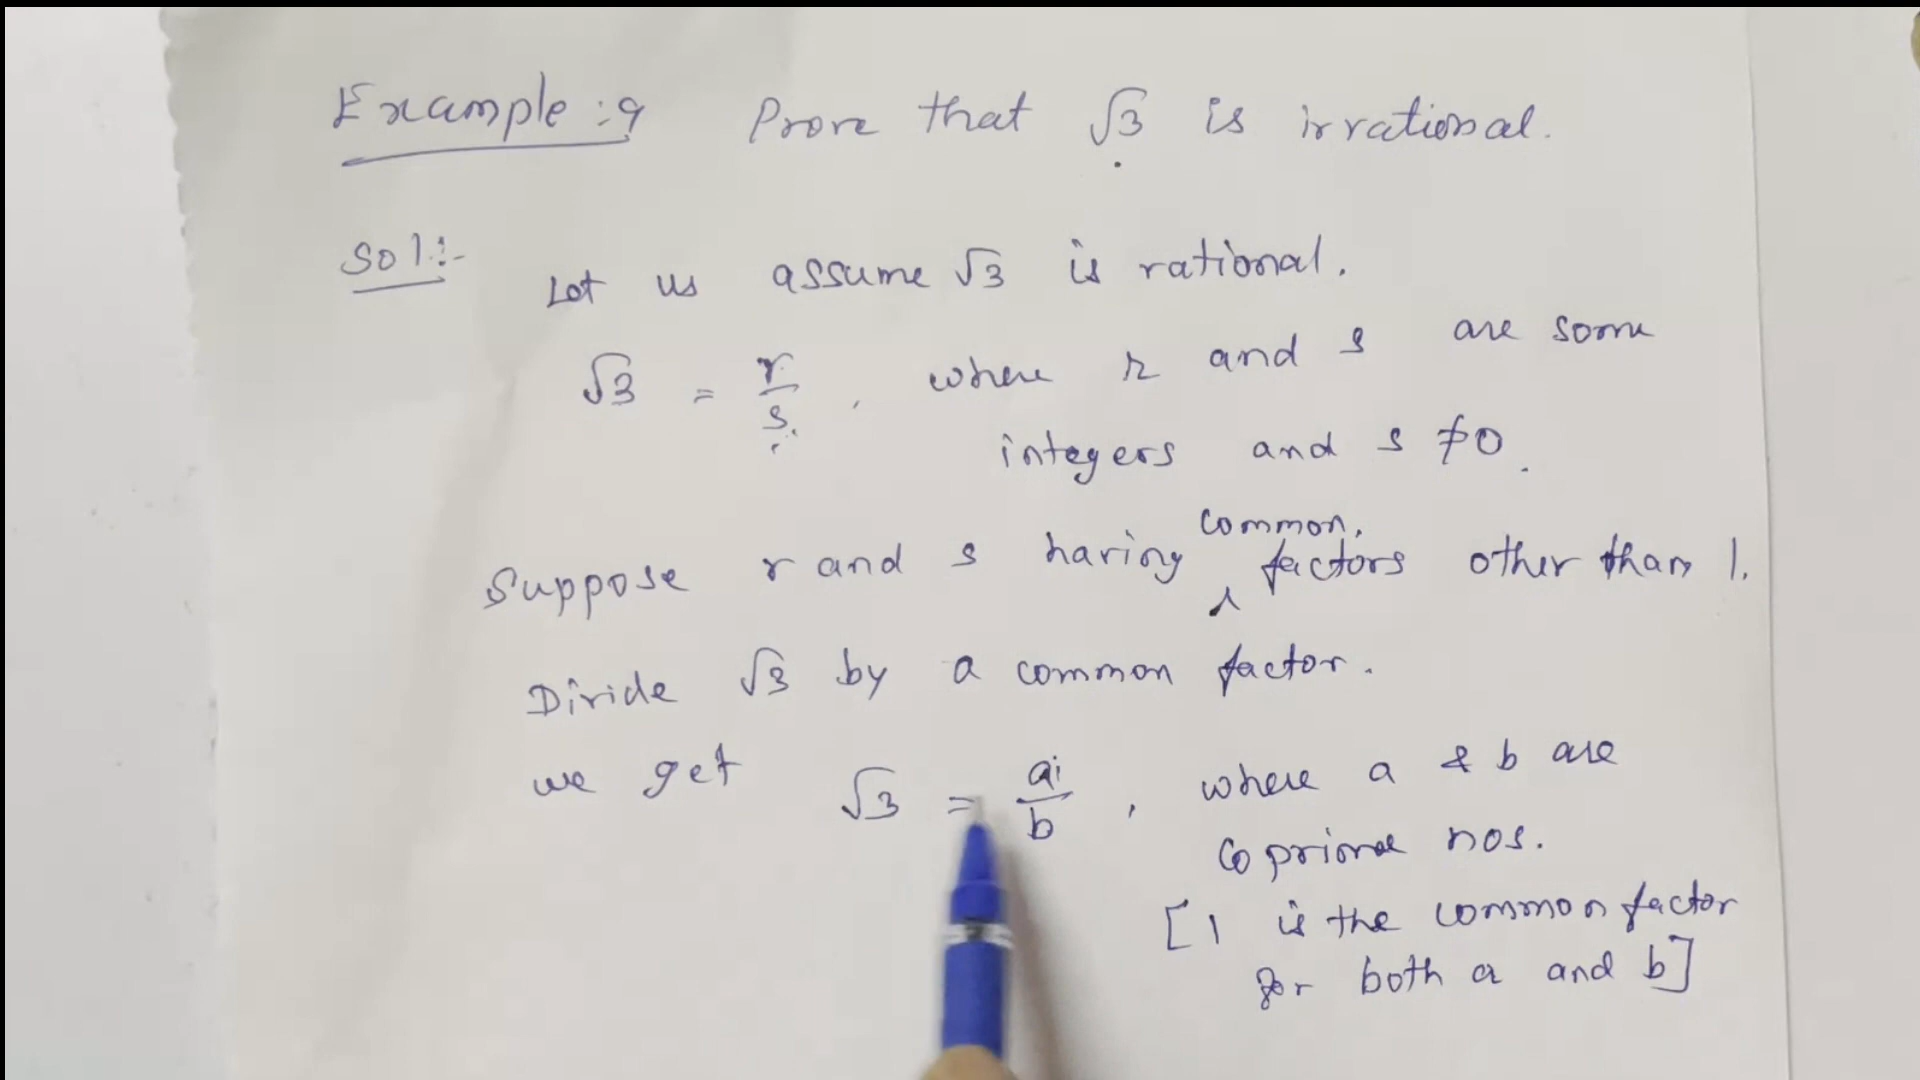 Example :9 Prove that √3 is irrational.
Sol:-
Let us assume √3 is rational.
√3 = r/s, where r and s are some
integers and s ≠0.
Suppose r and s having common factors other than 1.
Divide √3 by a common factor.
we get √3 = a/b, where a & b are
coprime nos.
[1 is the common factor
for both a and b]